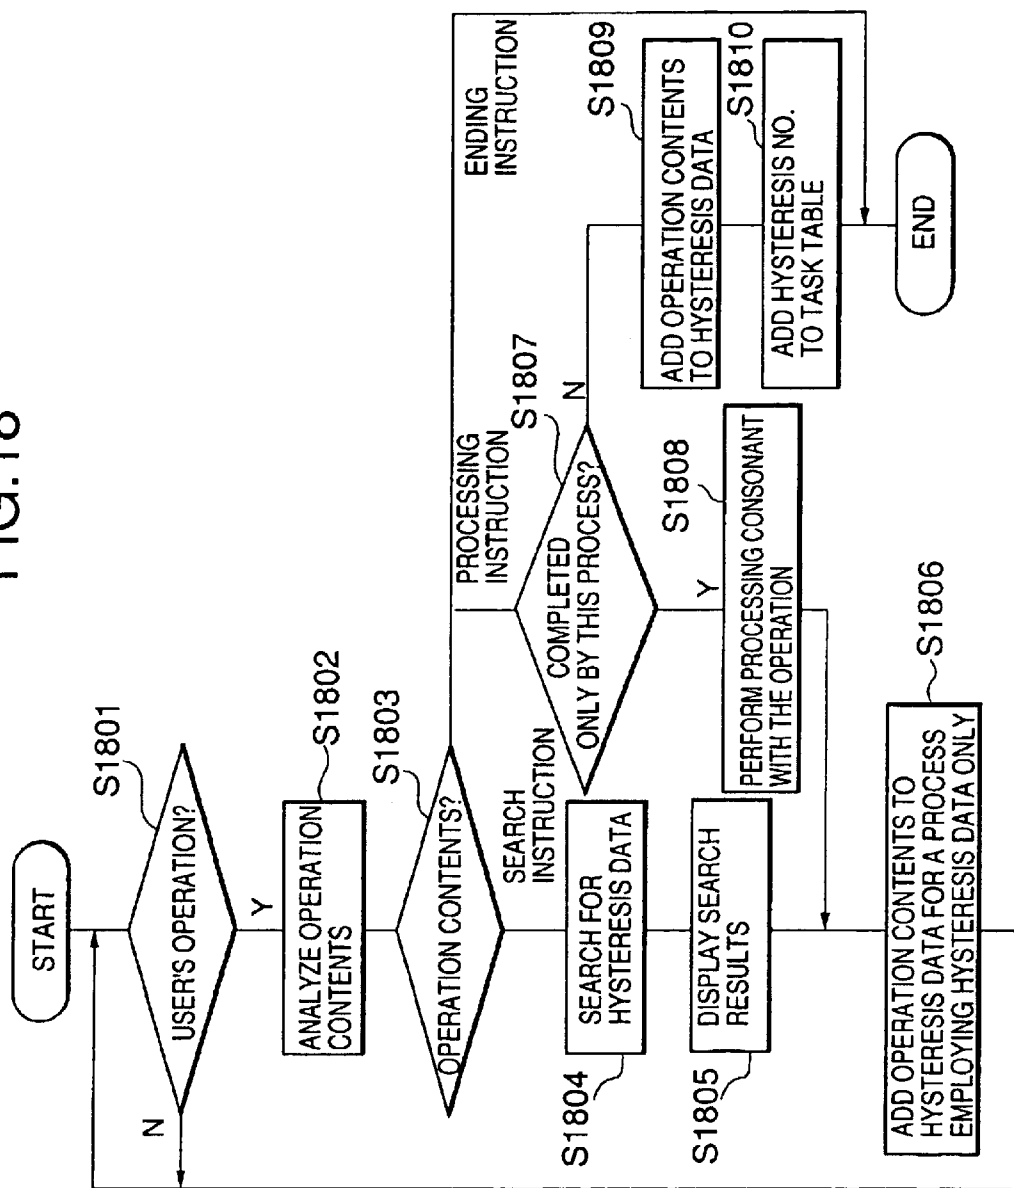 FIG.18
START
S1801
USER'S OPERATION?
N
Y
S1802
ANALYZE OPERATION
CONTENTS
S1803
OPERATION CONTENTS?
SEARCH
INSTRUCTION
PROCESSING
INSTRUCTION
ENDING
INSTRUCTION
S1804
SEARCH FOR
HYSTERESIS DATA
S1805
DISPLAY SEARCH
RESULTS
S1807
COMPLETED
ONLY BY THIS PROCESS?
N
Y
S1808
PERFORM PROCESSING CONSONANT
WITH THE OPERATION
S1809
ADD OPERATION CONTENTS
TO HYSTERESIS DATA
S1810
ADD HYSTERESIS NO.
TO TASK TABLE
END
S1806
ADD OPERATION CONTENTS TO
HYSTERESIS DATA FOR A PROCESS
EMPLOYING HYSTERESIS DATA ONLY